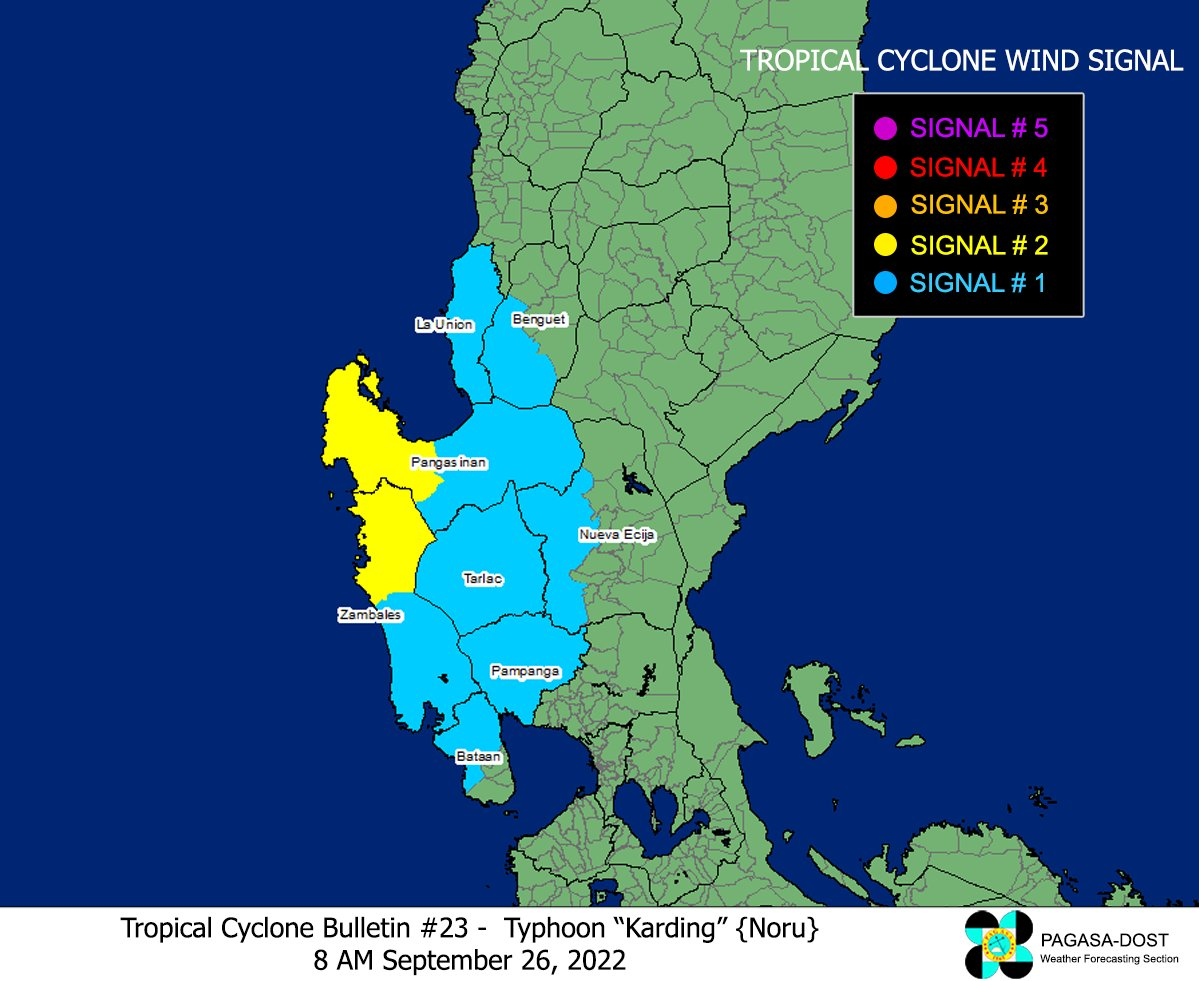 TROPICAL CYCLONE WIND SIGNAL
SIGNAL # 5
SIGNAL # 4
SIGNAL # 3
SIGNAL # 2
SIGNAL # 1
La Union
Benguet
Pangasinan
Nueva Ecija
Tarlac
Zambales
Pampanga
Bataan
Tropical Cyclone Bulletin #23 - Typhoon “Karding” {Noru}
8 AM September 26, 2022
PAGASA-DOST
Weather Forecasting Section